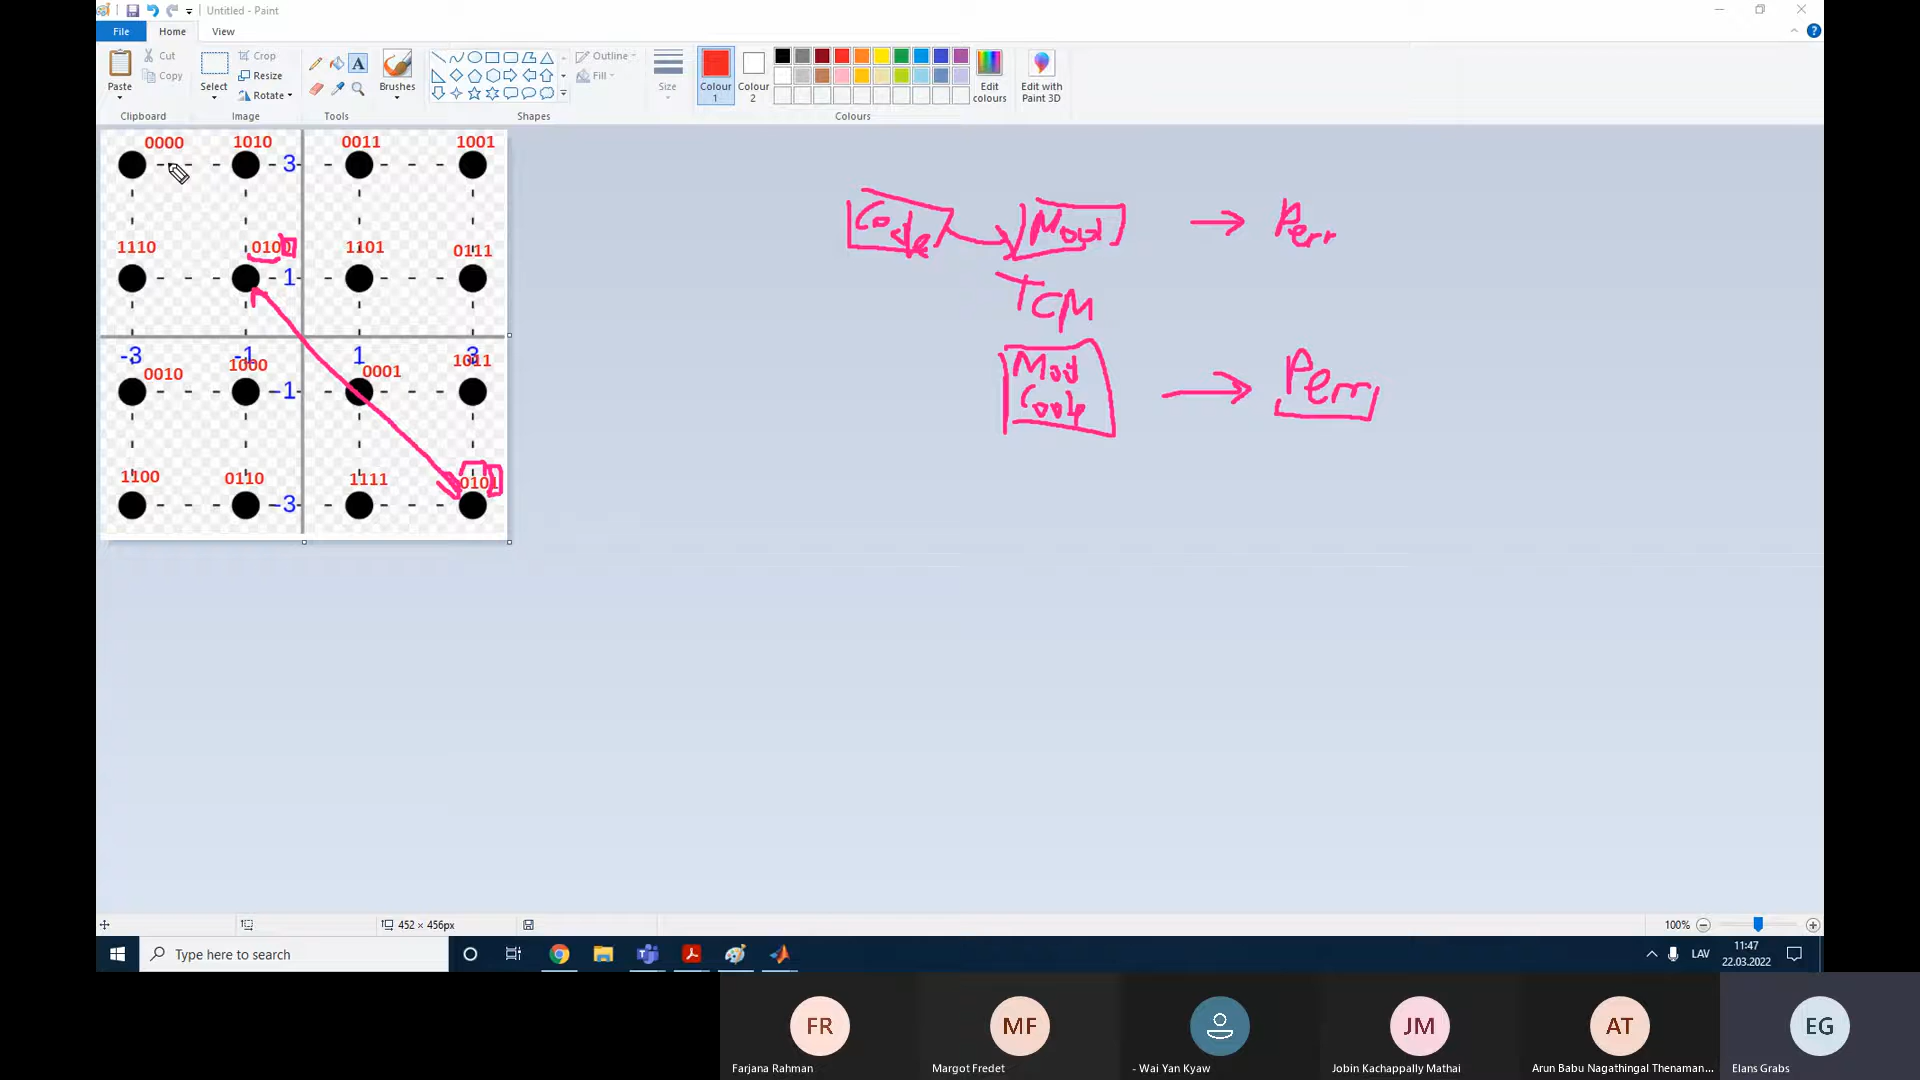 Untitled - Paint
File Home View
Paste
Cut
Copy
Clipboard
Select
Crop
Resize
Rotate
Image
Tools
Brushes
Outline
Fill
Shapes
Size
Colour 1
Colour 2
Edit colours
Edit with Paint 3D
Colours
0000 1010 0011 1001
3
1110 0100 1101 0111
1
-3 -1 1 3
0010 1000 0001 1011
-1
1100 0110 1111 0101
-3
Code Mod Perr
TCM
Mod
Code
Perr
452 × 456px
100%
Type here to search
LAV
11:47
22.03.2022
FR MF JM AT EG
Farjana Rahman
Margot Fredet
- Wai Yan Kyaw
Jobin Kachappally Mathai
Arun Babu Nagathingal Thenaman...
Elans Grabs